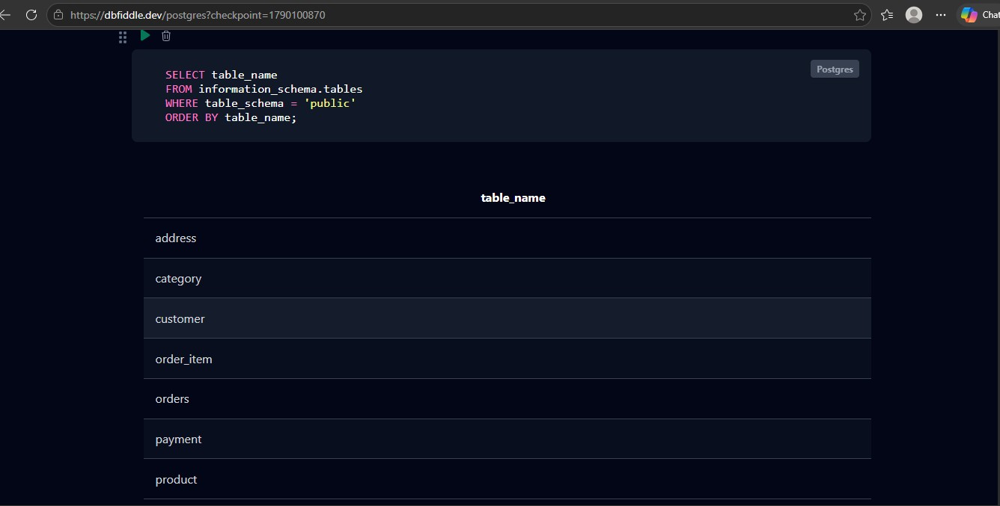 https://dbfiddle.dev/postgres?checkpoint=1790100870
Chat
Postgres
SELECT table_name
FROM information_schema.tables
WHERE table_schema = 'public'
ORDER BY table_name;
table_name
address
category
customer
order_item
orders
payment
product